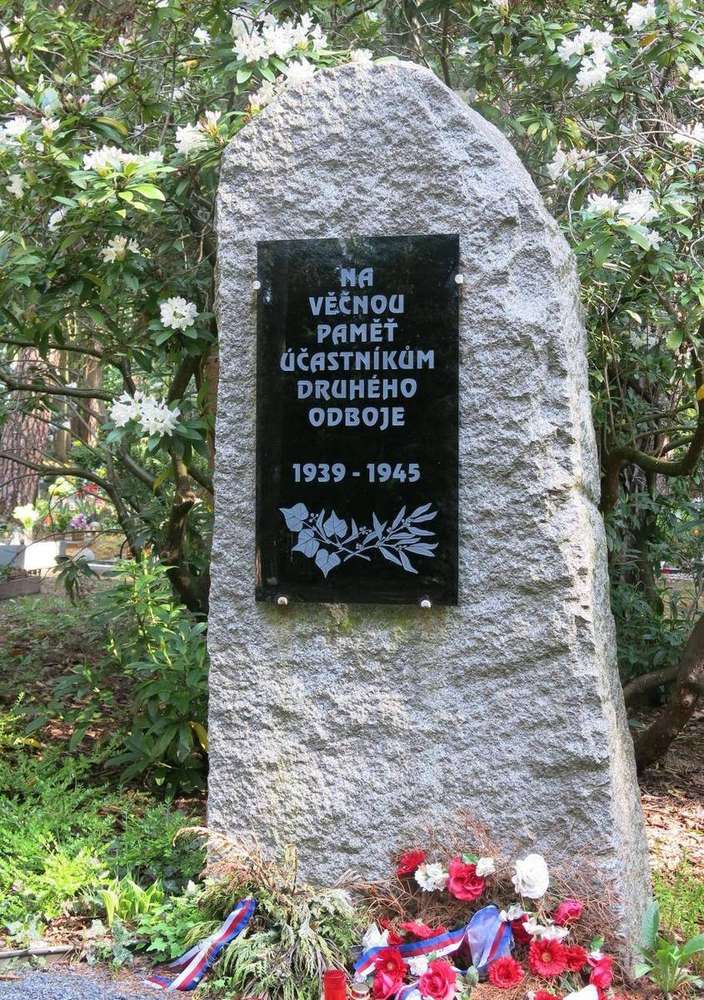 NA
VĚČNOU
PAMĚŤ
ÚČASTNÍKŮM
DRUHÉHO
ODBOJE
1939 - 1945